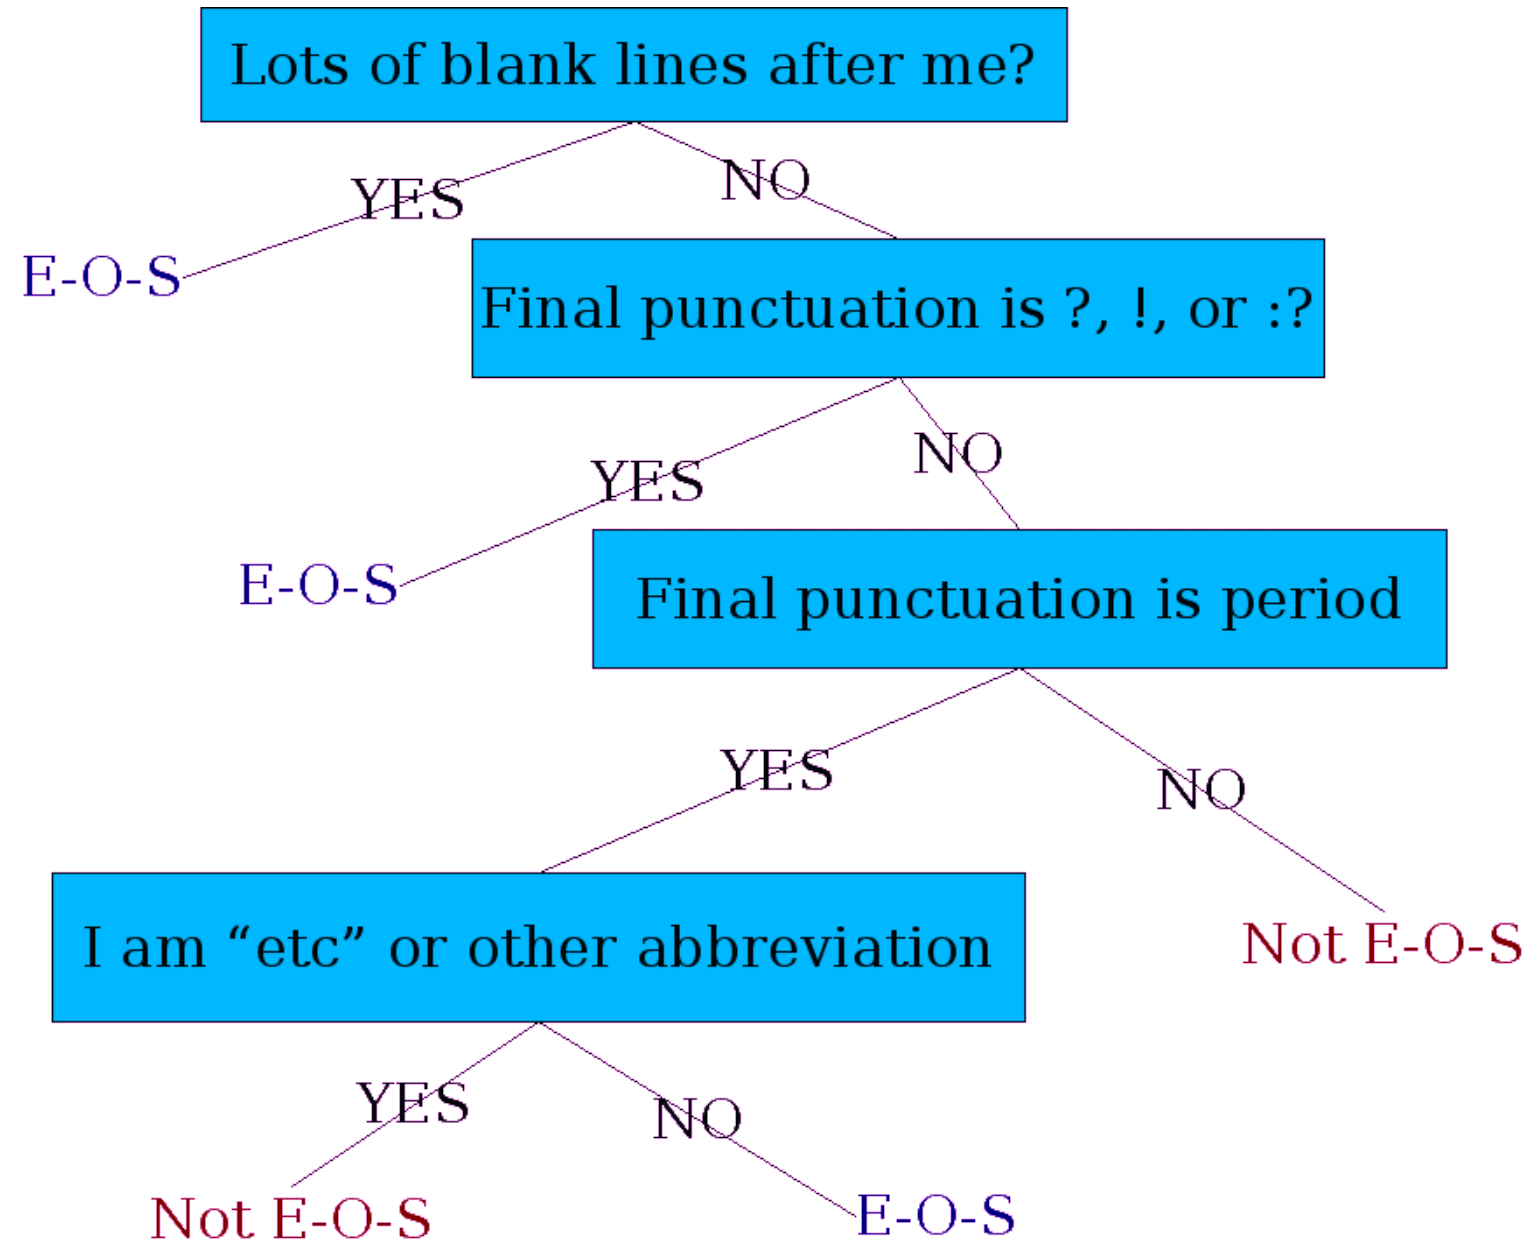 Lots of blank lines after me?
YES
NO
E-O-S
Final punctuation is ?, !, or :?
YES
NO
E-O-S
Final punctuation is period
YES
NO
I am “etc” or other abbreviation
Not E-O-S
YES
NO
Not E-O-S
E-O-S